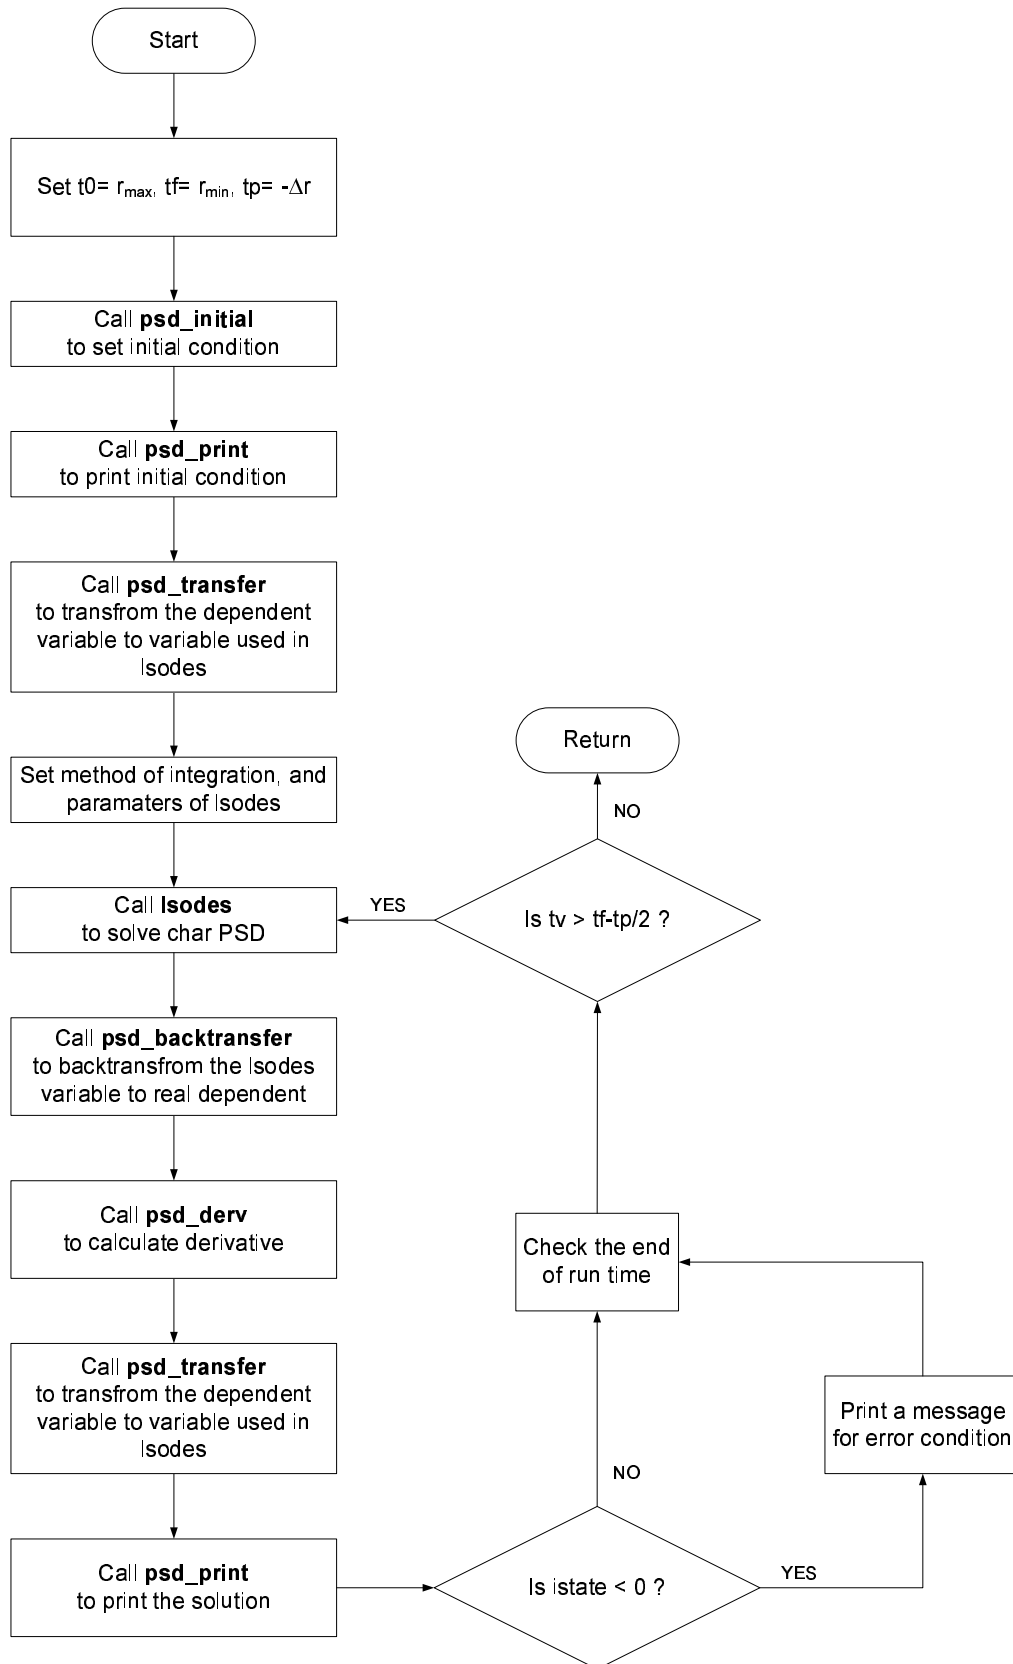 Start
Set t0= rmax, tf= rmin, tp= -Δr
Call psd_initial
to set initial condition
Call psd_print
to print initial condition
Call psd_transfer
to transfrom the dependent
variable to variable used in
lsodes
Set method of integration, and
paramaters of lsodes
Call lsodes
to solve char PSD
Call psd_backtransfer
to backtransfrom the lsodes
variable to real dependent
Call psd_derv
to calculate derivative
Call psd_transfer
to transfrom the dependent
variable to variable used in
lsodes
Call psd_print
to print the solution
Is istate < 0 ?
YES
Print a message
for error condition
NO
Check the end
of run time
Is tv > tf-tp/2 ?
YES
NO
Return